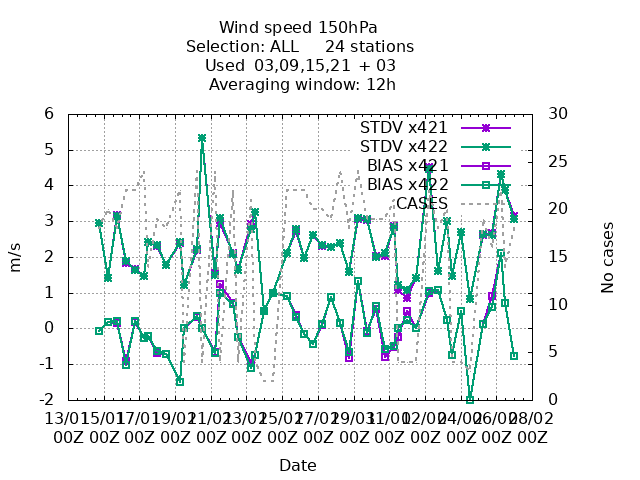 Wind speed 150hPa
Selection: ALL 24 stations
Used 03,09,15,21 + 03
Averaging window: 12h
STDV x421
STDV x422
BIAS x421
BIAS x422
CASES
6
5
4
3
2
1
0
-1
-2
m/s
30
25
20
15
10
5
0
No cases
13/01 15/01 17/01 19/01 21/01 23/01 25/01 27/01 29/01 31/01 02/02 04/02 06/02 08/02
00Z 00Z 00Z 00Z 00Z 00Z 00Z 00Z 00Z 00Z 00Z 00Z 00Z 00Z
Date